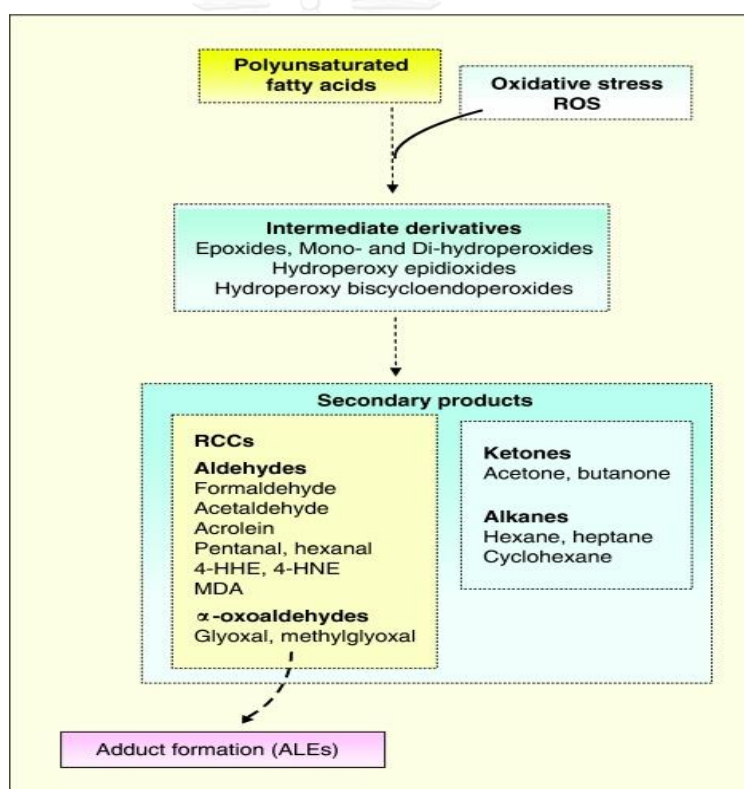 Polyunsaturated
fatty acids
Oxidative stress
ROS
Intermediate derivatives
Epoxides, Mono- and Di-hydroperoxides
Hydroperoxy epidioxides
Hydroperoxy biscycloendoperoxides
Secondary products
RCCs
Aldehydes
Formaldehyde
Acetaldehyde
Acrolein
Pentanal, hexanal
4-HHE, 4-HNE
MDA
α-oxoaldehydes
Glyoxal, methylglyoxal
Ketones
Acetone, butanone
Alkanes
Hexane, heptane
Cyclohexane
Adduct formation (ALEs)